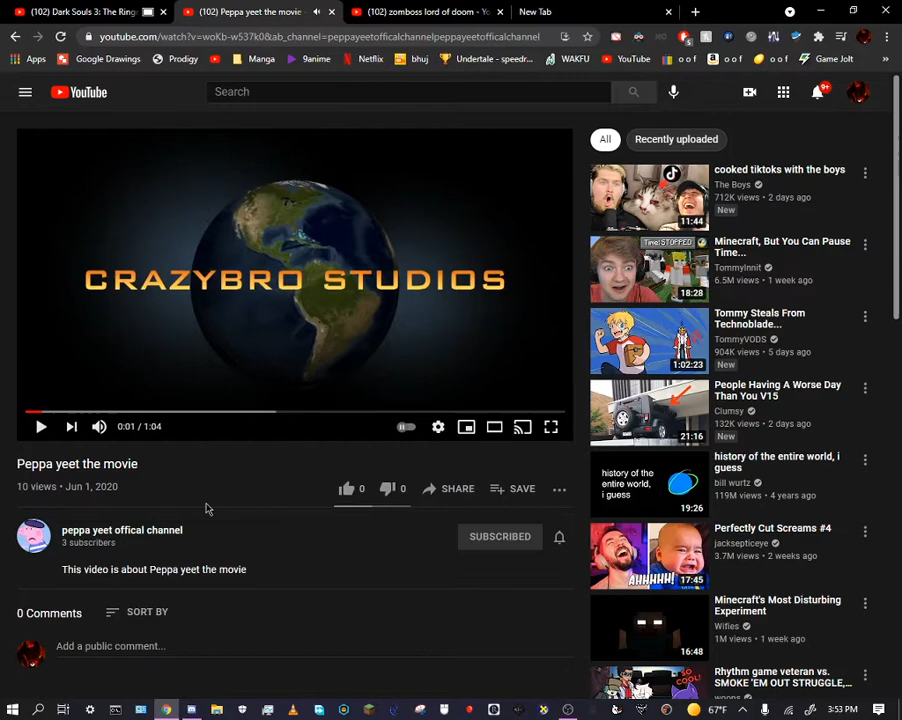 (102) Dark Souls 3: The Ringe
(102) Peppa yeet the movie -
(102) zomboss lord of doom - Yo
New Tab
youtube.com/watch?v=woKb-w537k0&ab_channel=peppayeetofficalchannelpeppayeetofficalchannel
Apps
Google Drawings
Prodigy
Manga
9anime
Netflix
bhuj
Undertale - speedr...
WAKFU
YouTube
o o f
o o f
o o f
Game Jolt
YouTube
Search
9+
CRAZYBRO STUDIOS
0:01 / 1:04
Peppa yeet the movie
10 views • Jun 1, 2020
0
0
SHARE
SAVE
peppa yeet offical channel
3 subscribers
SUBSCRIBED
This video is about Peppa yeet the movie
0 Comments
SORT BY
Add a public comment...
All
Recently uploaded
11:44
cooked tiktoks with the boys
The Boys
712K views • 2 days ago
New
Time: STOPPED
18:28
Minecraft, But You Can Pause
Time...
TommyInnit
6.5M views • 1 week ago
1:02:23
Tommy Steals From
Technoblade...
TommyVODS
904K views • 5 days ago
New
21:16
People Having A Worse Day
Than You V15
Clumsy
132K views • 2 days ago
New
history of the
entire world,
i guess
19:26
history of the entire world, i
guess
bill wurtz
119M views • 4 years ago
AHHHHH!
17:45
Perfectly Cut Screams #4
jacksepticeye
3.7M views • 2 weeks ago
16:48
Minecraft's Most Disturbing
Experiment
Wifies
1M views • 1 week ago
SO
COOL!
Rhythm game veteran vs.
SMOKE 'EM OUT STRUGGLE,...
67°F
3:53 PM